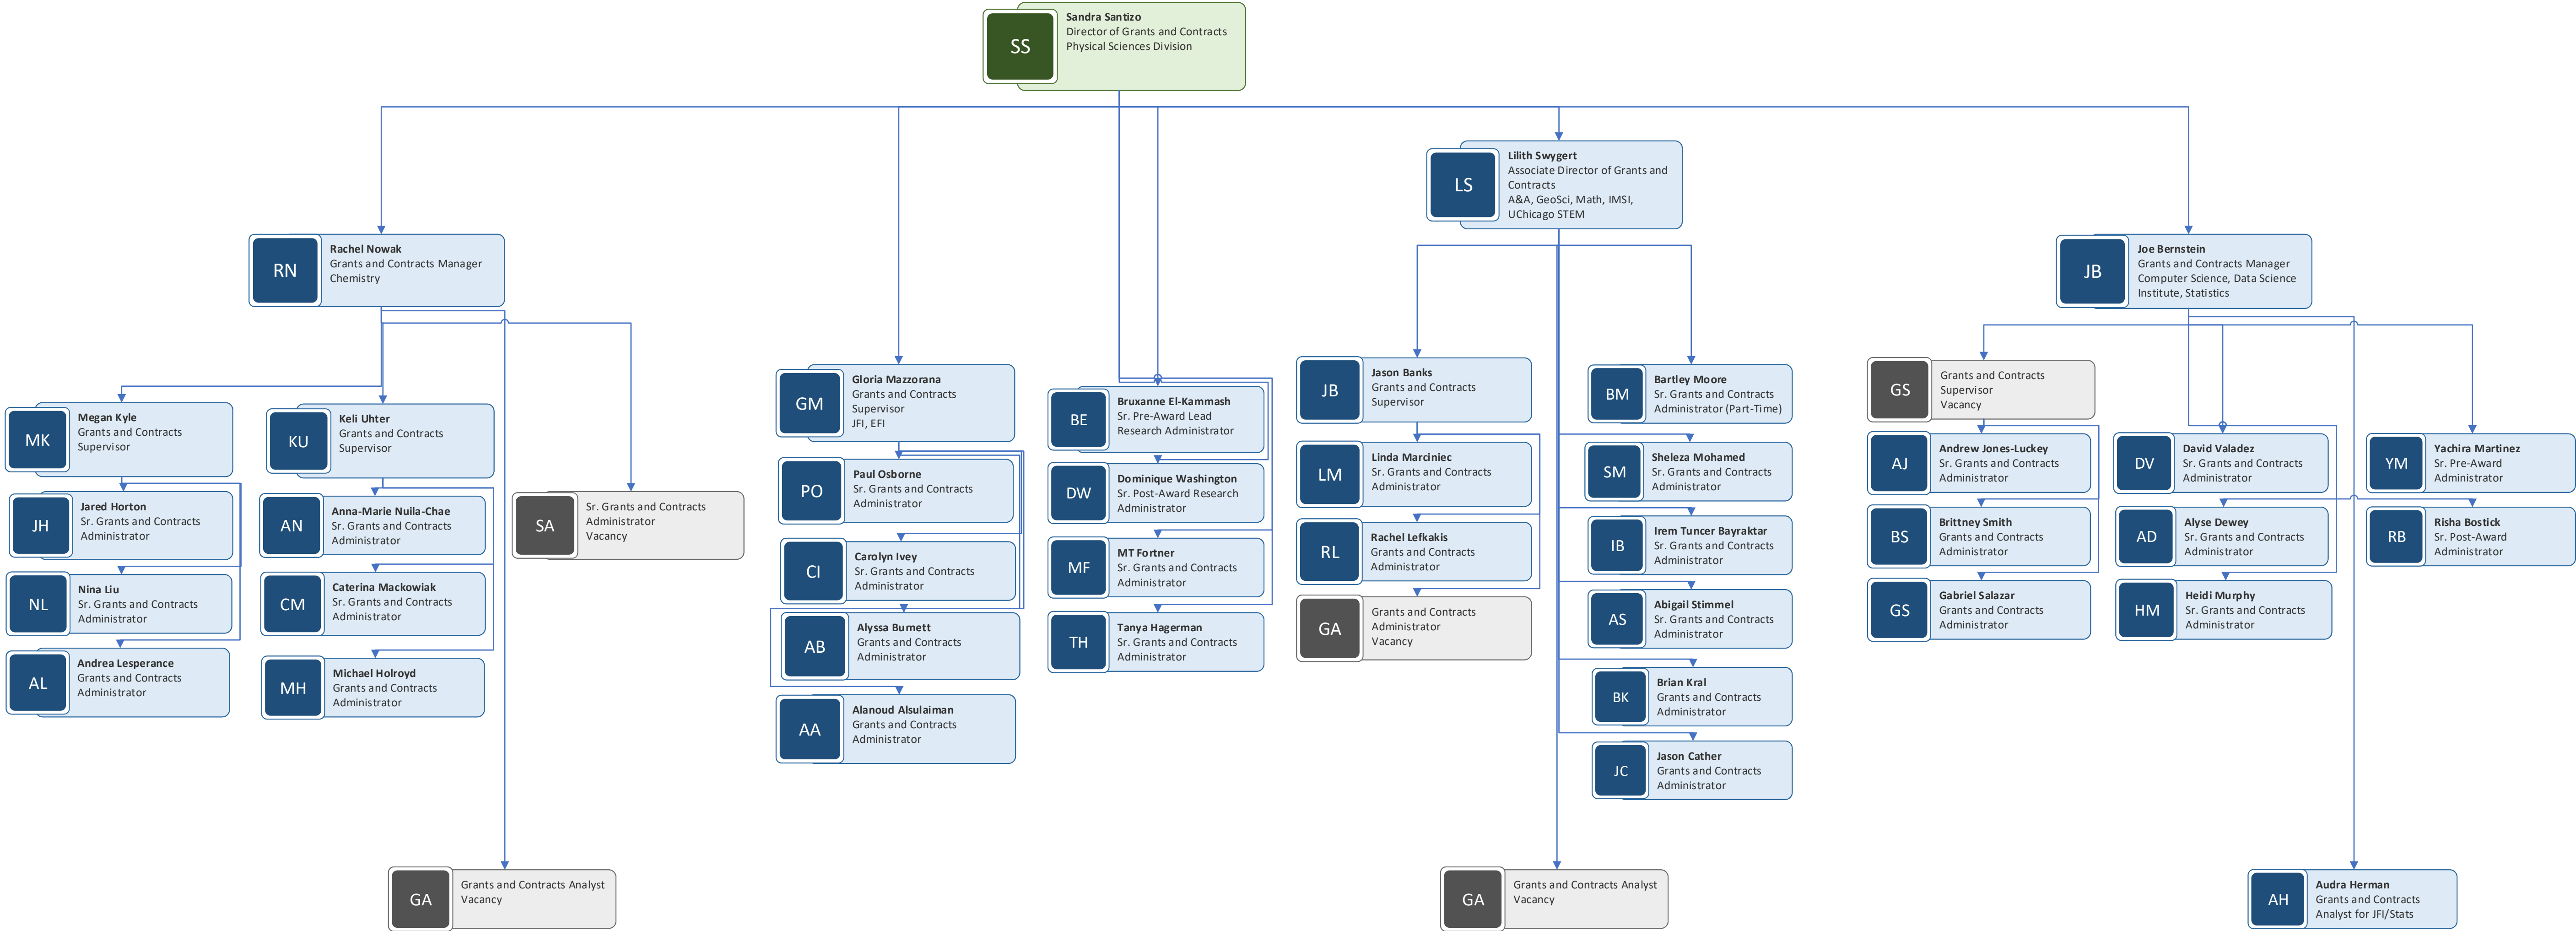 SS
Sandra Santizo
Director of Grants and Contracts
Physical Sciences Division
LS
Lilith Swygert
Associate Director of Grants and
Contracts
A&A, GeoSci, Math, IMSI,
UChicago STEM
RN
Rachel Nowak
Grants and Contracts Manager
Chemistry
JB
Joe Bernstein
Grants and Contracts Manager
Computer Science, Data Science
Institute, Statistics
MK
Megan Kyle
Grants and Contracts
Supervisor
JH
Jared Horton
Sr. Grants and Contracts
Administrator
NL
Nina Liu
Sr. Grants and Contracts
Administrator
AL
Andrea Lesperance
Grants and Contracts
Administrator
KU
Keli Uhter
Grants and Contracts
Supervisor
AN
Anna-Marie Nuila-Chae
Sr. Grants and Contracts
Administrator
CM
Caterina Mackowiak
Sr. Grants and Contracts
Administrator
MH
Michael Holroyd
Grants and Contracts
Administrator
SA
Sr. Grants and Contracts
Administrator
Vacancy
GM
Gloria Mazzorana
Grants and Contracts
Supervisor
JFI, EFI
PO
Paul Osborne
Sr. Grants and Contracts
Administrator
CI
Carolyn Ivey
Sr. Grants and Contracts
Administrator
AB
Alyssa Burnett
Grants and Contracts
Administrator
AA
Alanoud Alsulaiman
Grants and Contracts
Administrator
BE
Bruxanne El-Kammash
Sr. Pre-Award Lead
Research Administrator
DW
Dominique Washington
Sr. Post-Award Research
Administrator
MF
MT Fortner
Sr. Grants and Contracts
Administrator
TH
Tanya Hagerman
Sr. Grants and Contracts
Administrator
JB
Jason Banks
Grants and Contracts
Supervisor
LM
Linda Marciniec
Sr. Grants and Contracts
Administrator
RL
Rachel Lefkakis
Grants and Contracts
Administrator
GA
Grants and Contracts
Administrator
Vacancy
BM
Bartley Moore
Sr. Grants and Contracts
Administrator (Part-Time)
SM
Sheleza Mohamed
Sr. Grants and Contracts
Administrator
IB
Irem Tuncer Bayraktar
Sr. Grants and Contracts
Administrator
AS
Abigail Stimmel
Sr. Grants and Contracts
Administrator
BK
Brian Kral
Grants and Contracts
Administrator
JC
Jason Cather
Grants and Contracts
Administrator
GS
Grants and Contracts
Supervisor
Vacancy
AJ
Andrew Jones-Luckey
Sr. Grants and Contracts
Administrator
BS
Brittney Smith
Grants and Contracts
Administrator
GS
Gabriel Salazar
Grants and Contracts
Administrator
DV
David Valadez
Sr. Grants and Contracts
Administrator
AD
Alyse Dewey
Sr. Grants and Contracts
Administrator
HM
Heidi Murphy
Sr. Grants and Contracts
Administrator
YM
Yachira Martinez
Sr. Pre-Award
Administrator
RB
Risha Bostick
Sr. Post-Award
Administrator
GA
Grants and Contracts Analyst
Vacancy
GA
Grants and Contracts Analyst
Vacancy
AH
Audra Herman
Grants and Contracts
Analyst for JFI/Stats